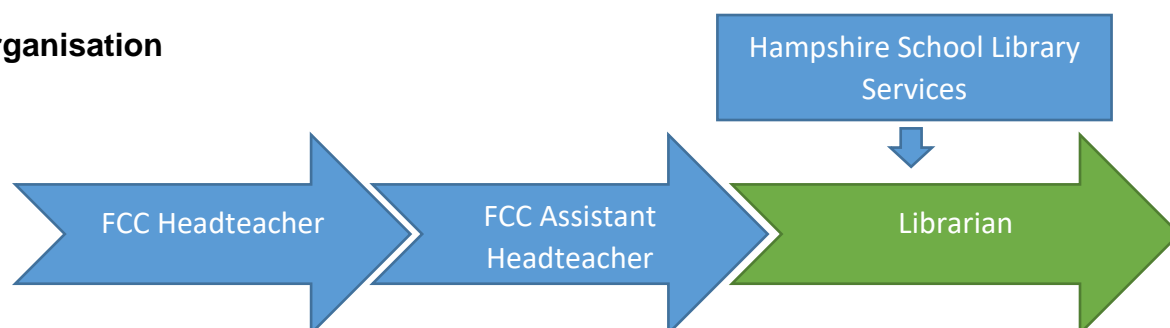 rganisation
Hampshire School Library
Services
FCC Headteacher
FCC Assistant
Headteacher
Librarian